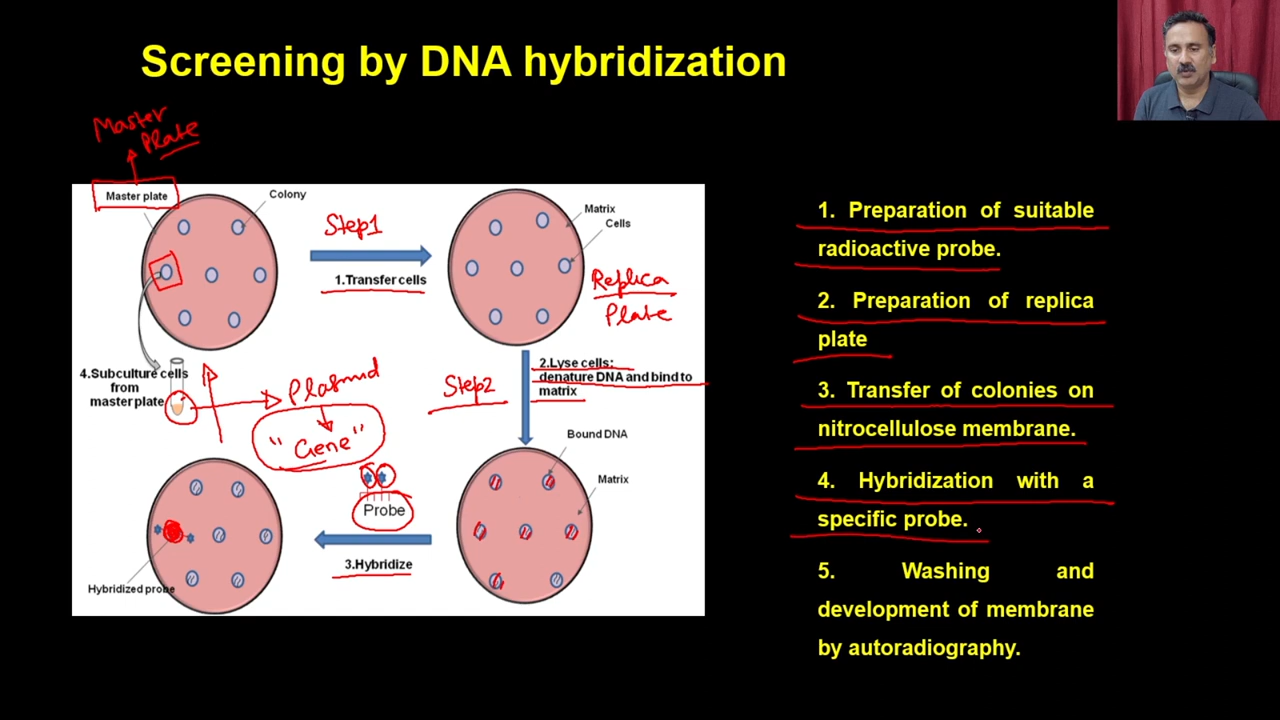 Screening by DNA hybridization
Master
Plate
Master plate
Colony
Step1
1.Transfer cells
Matrix
Cells
Replica
Plate
4.Subculture cells
from
master plate
Plasmid
"Gene"
Step2
2.Lyse cells;
denature DNA and bind to
matrix
Bound DNA
Matrix
Probe
3.Hybridize
Hybridized probe
1. Preparation of suitable
radioactive probe.
2. Preparation of replica
plate
3. Transfer of colonies on
nitrocellulose membrane.
4. Hybridization with a
specific probe.
5. Washing and
development of membrane
by autoradiography.